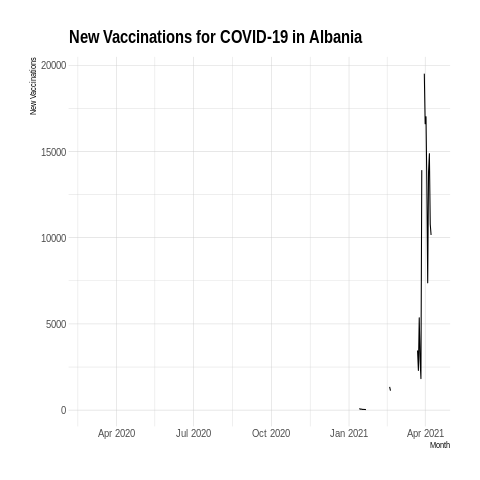 New Vaccinations for COVID-19 in Albania
New Vaccinations
20000
15000
10000
5000
0
Apr 2020 Jul 2020 Oct 2020 Jan 2021 Apr 2021
Month